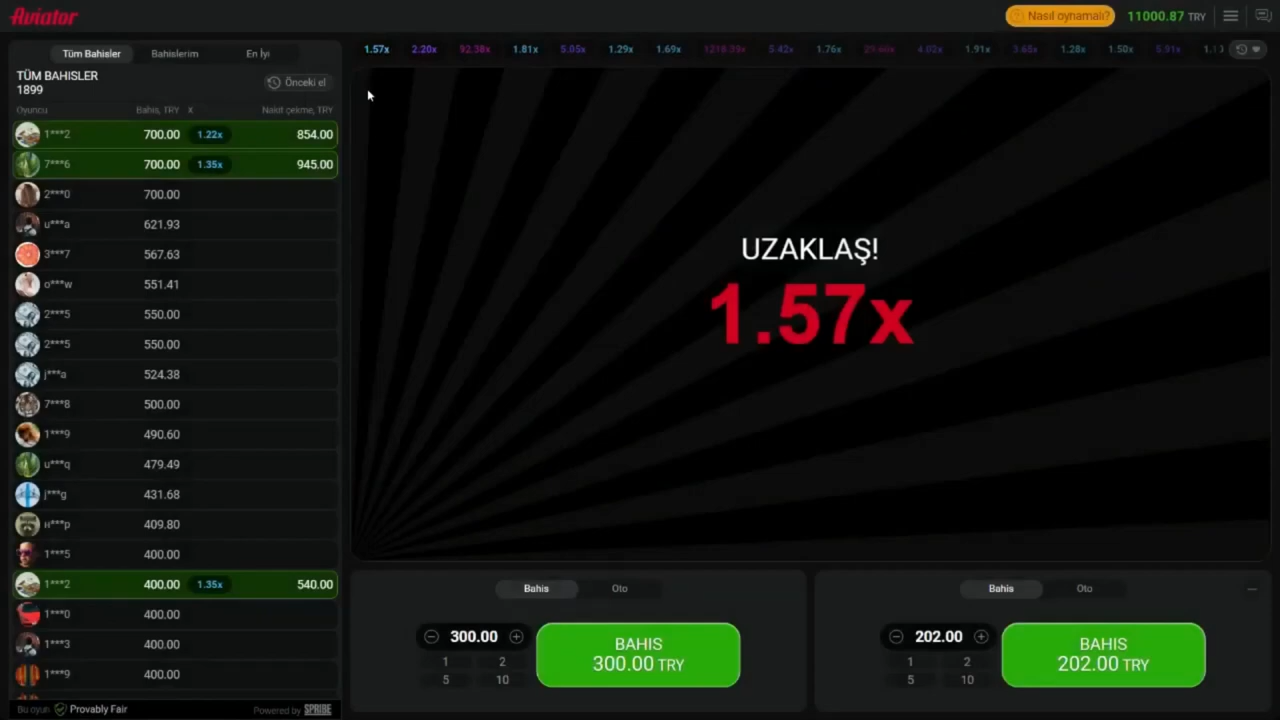 Aviator
Nasıl oynamalı?
11000.87 TRY
Tüm Bahisler Bahislerim En İyi
1.57x 2.20x 92.38x 1.81x 5.05x 1.29x 1.69x 1.76x 4.02x 1.91x 3.65x 1.28x 1.50x 5.91x
TÜM BAHISLER
1899
Önceki el
Oyuncu Bahis, TRY X Nakit çekme, TRY
1***2 700.00 1.22x 854.00
7***6 700.00 1.35x 945.00
2***0 700.00
u***a 621.93
3***7 567.63
o***w 551.41
2***5 550.00
2***5 550.00
j***a 524.38
7***8 500.00
1***9 490.60
u***q 479.49
j***g 431.68
н***p 409.80
1***5 400.00
1***2 400.00 1.35x 540.00
1***0 400.00
1***3 400.00
1***9 400.00
Bu oyun Provably Fair
Powered by SPRIBE
UZAKLAŞ!
1.57x
Bahis Oto
300.00
1 2
5 10
BAHIS
300.00 TRY
Bahis Oto
202.00
1 2
5 10
BAHIS
202.00 TRY